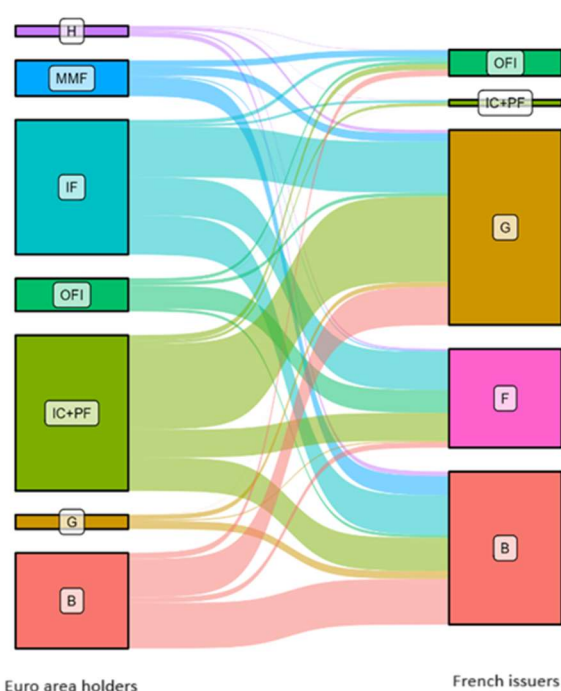 H
MMF
IF
OFI
IC+PF
G
B
OFI
IC+PF
G
F
B
Euro area holders
French issuers